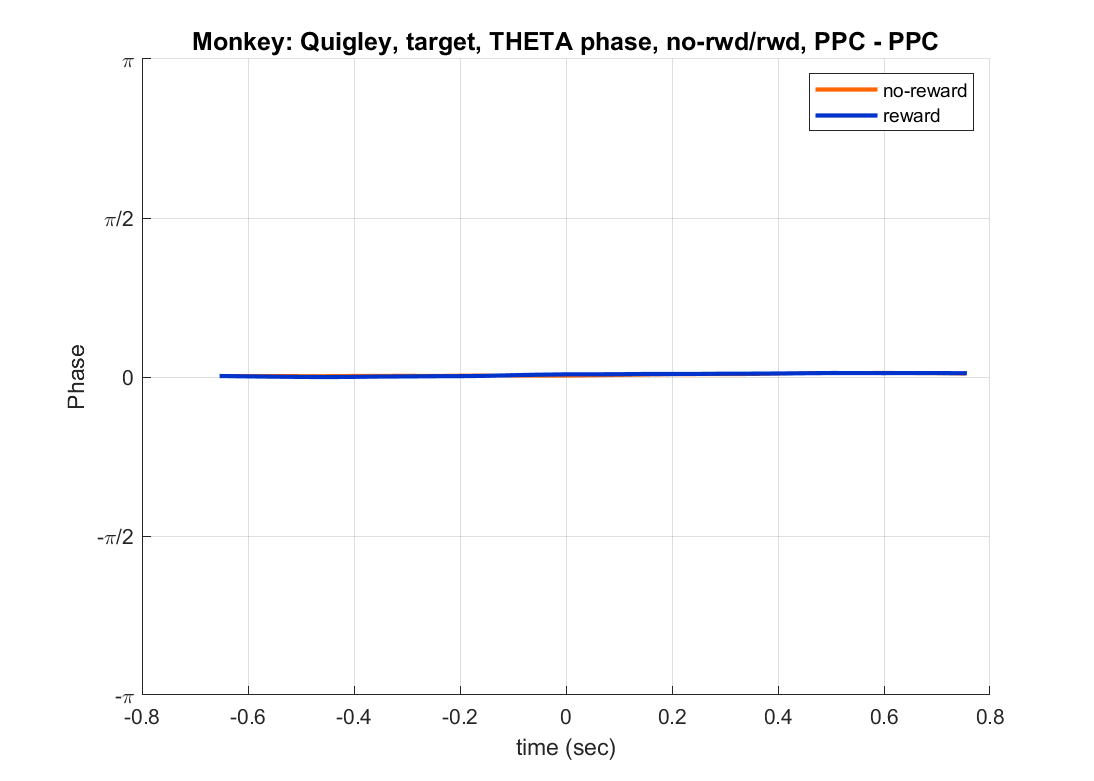 Monkey: Quigley, target, THETA phase, no-rwd/rwd, PPC - PPC
no-reward
reward
π
π/2
0
-π/2
-π
Phase
-0.8 -0.6 -0.4 -0.2 0 0.2 0.4 0.6 0.8
time (sec)